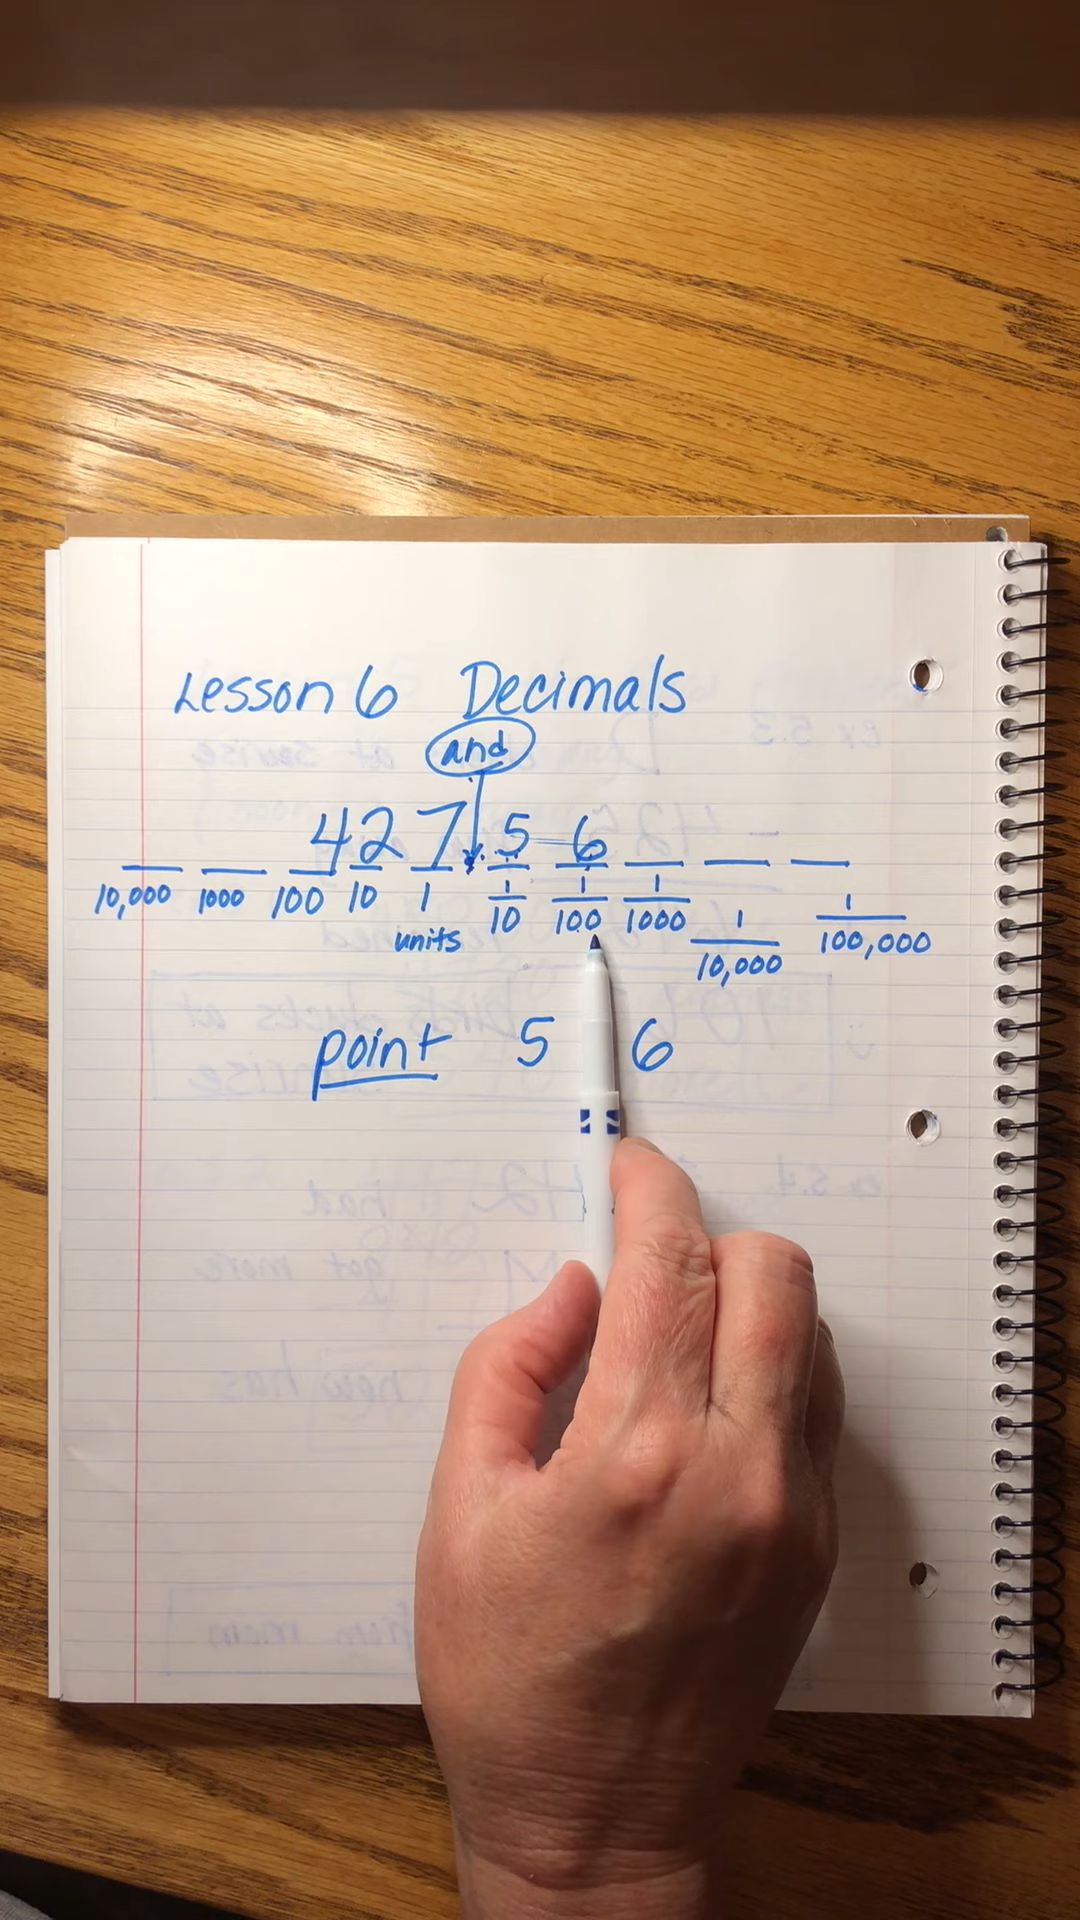 Lesson 6 Decimals
and
427.56
10,000 1000 100 10 1 1/10 1/100 1/1000 1/10,000 1/100,000
units
point 5 6